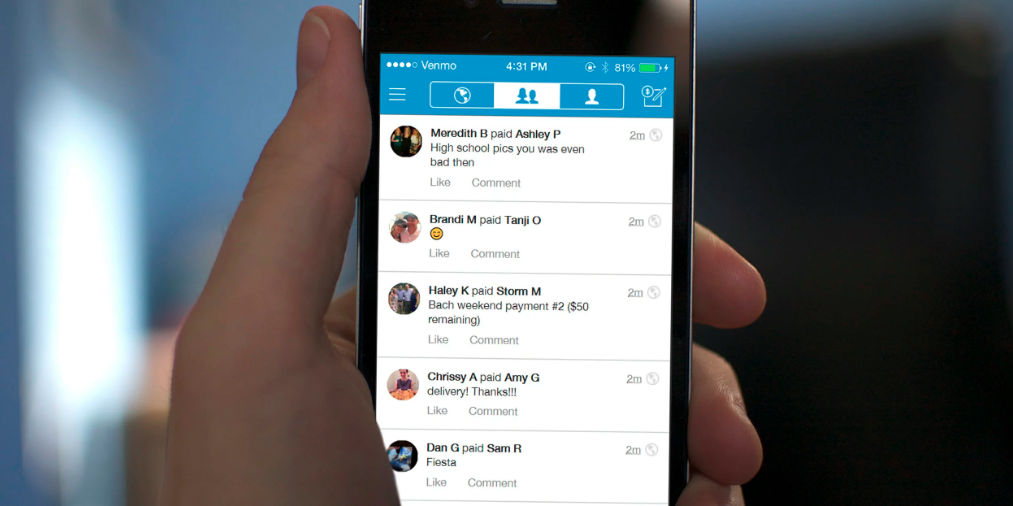 Venmo 4:31 PM 81%
$
Meredith B paid Ashley P 2m
High school pics you was even
bad then
Like Comment
Brandi M paid Tanji O 2m
😊
Like Comment
Haley K paid Storm M 2m
Bach weekend payment #2 ($50
remaining)
Like Comment
Chrissy A paid Amy G 2m
delivery! Thanks!!!
Like Comment
Dan G paid Sam R 2m
Fiesta
Like Comment